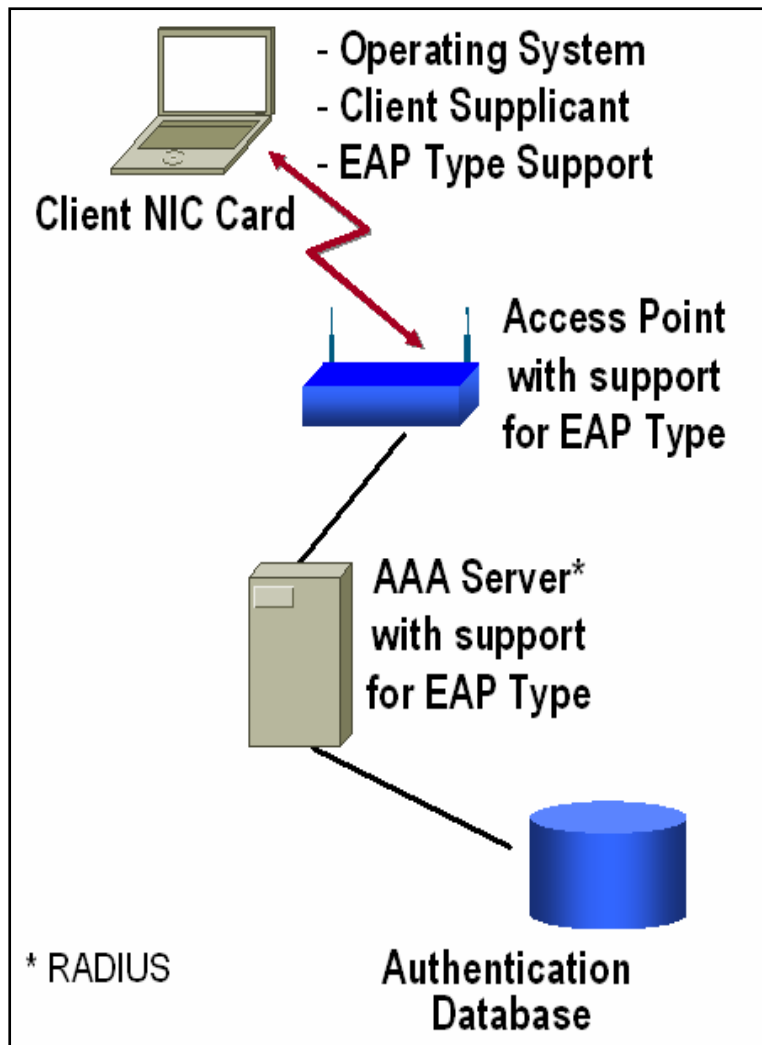 - Operating System
- Client Supplicant
- EAP Type Support
Client NIC Card
Access Point
with support
for EAP Type
AAA Server*
with support
for EAP Type
* RADIUS
Authentication
Database